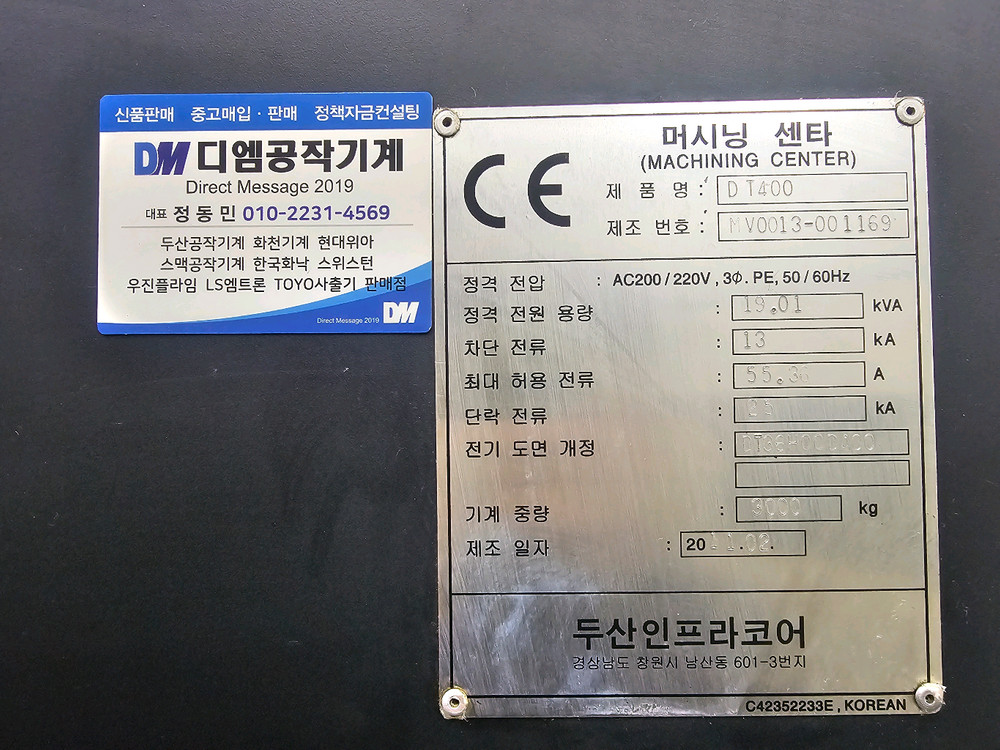 신품판매 중고매입 · 판매 정책자금컨설팅
DM 디엠공작기계
Direct Message 2019
대표 정동민 010-2231-4569
두산공작기계 화천기계 현대위아
스맥공작기계 한국화낙 스위스턴
우진플라임 LS엠트론 TOYO사출기 판매점
Direct Message 2019 DM
CE
머시닝 센타
(MACHINING CENTER)
제 품 명 : DT400
제조 번호 : MV0013-001169
정격 전압 : AC200/220V, 3Φ. PE, 50/60Hz
정격 전원 용량 : 19.01 kVA
차단 전류 : 13 kA
최대 허용 전류 : A
단락 전류 : kA
전기 도면 개정 :
기계 중량 : kg
제조 일자 :
두산인프라코어
경상남도 창원시 남산동 601-3번지
C42352233E, KOREAN